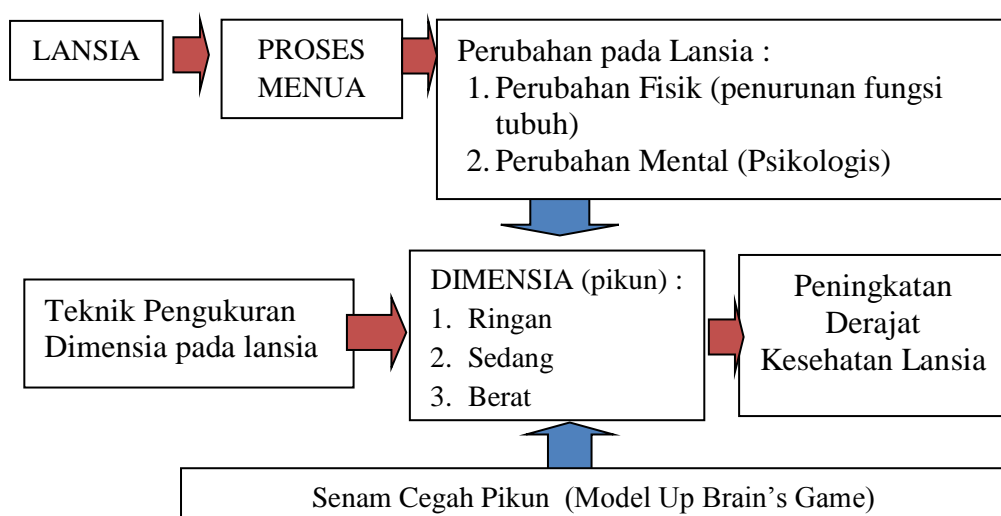 LANSIA
PROSES
MENUA
Perubahan pada Lansia :
1. Perubahan Fisik (penurunan fungsi
tubuh)
2. Perubahan Mental (Psikologis)
Teknik Pengukuran
Dimensia pada lansia
DIMENSIA (pikun) :
1. Ringan
2. Sedang
3. Berat
Peningkatan
Derajat
Kesehatan Lansia
Senam Cegah Pikun (Model Up Brain’s Game)